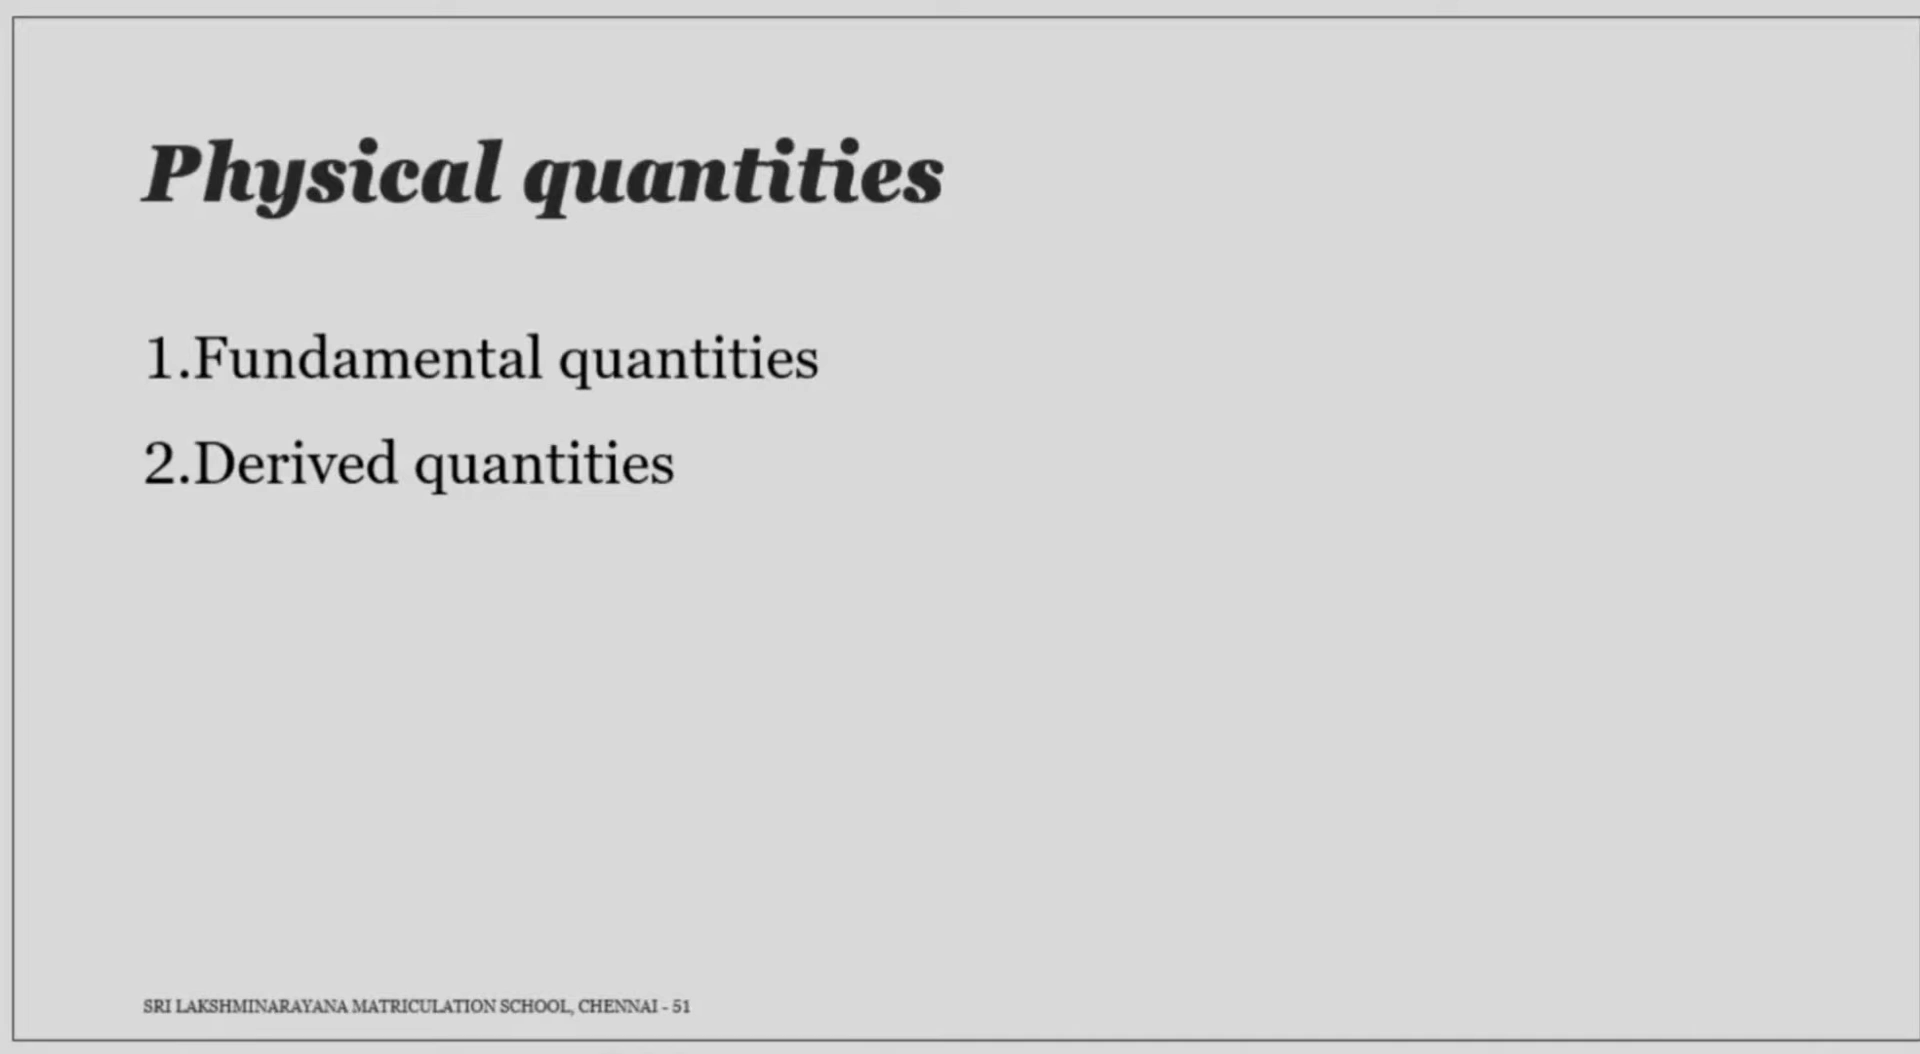 Physical quantities
1.Fundamental quantities
2.Derived quantities
SRI LAKSHMINARAYANA MATRICULATION SCHOOL, CHENNAI - 51